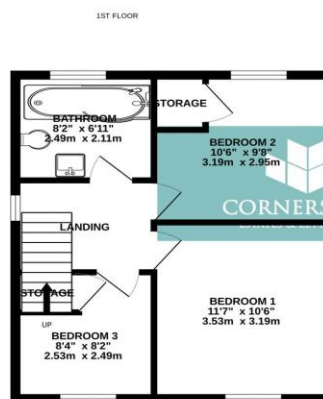 1ST FLOOR
BATHROOM
8'2" x 6'11"
2.49m x 2.11m
STORAGE
BEDROOM 2
10'6" x 9'8"
3.19m x 2.95m
CORNERS
LANDING
STORAGE
UP
BEDROOM 1
11'7" x 10'6"
3.53m x 3.19m
BEDROOM 3
8'4" x 8'2"
2.53m x 2.49m